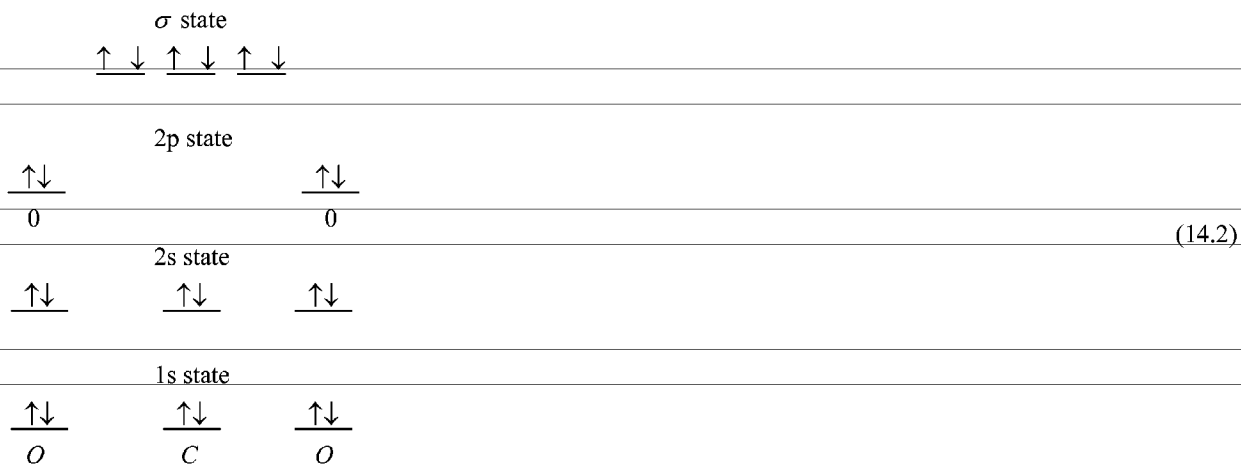 σ state
↑ ↓ ↑ ↓ ↑ ↓
2p state
↑↓ ↑↓
0 0
(14.2)
2s state
↑↓ ↑↓ ↑↓
1s state
↑↓ ↑↓ ↑↓
O C O